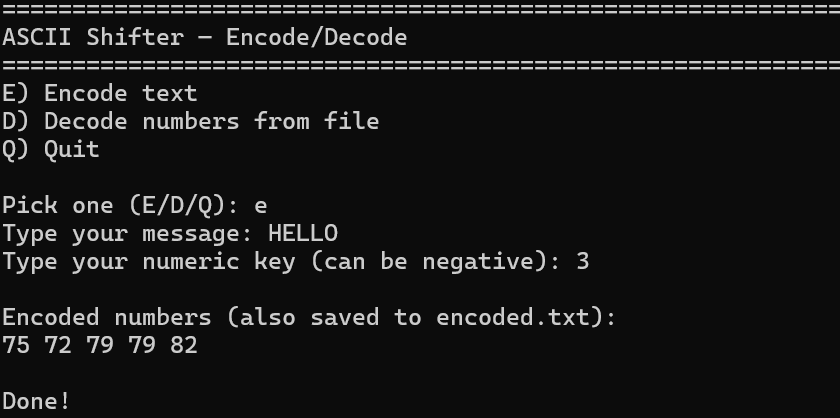 ============================================================
ASCII Shifter — Encode/Decode
============================================================
E) Encode text
D) Decode numbers from file
Q) Quit
Pick one (E/D/Q): e
Type your message: HELLO
Type your numeric key (can be negative): 3
Encoded numbers (also saved to encoded.txt):
75 72 79 79 82
Done!